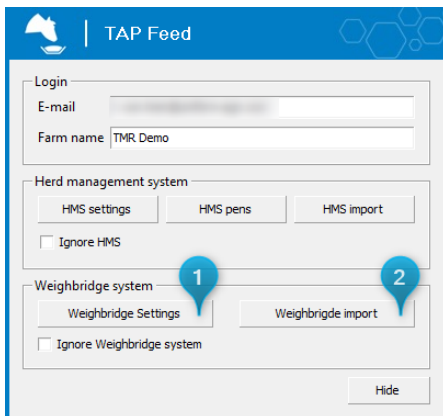 TAP Feed
Login
E-mail
Farm name TMR Demo
Herd management system
HMS settings HMS pens HMS import
Ignore HMS
1 2
Weighbridge system
Weighbridge Settings Weighbrigde import
Ignore Weighbridge system
Hide